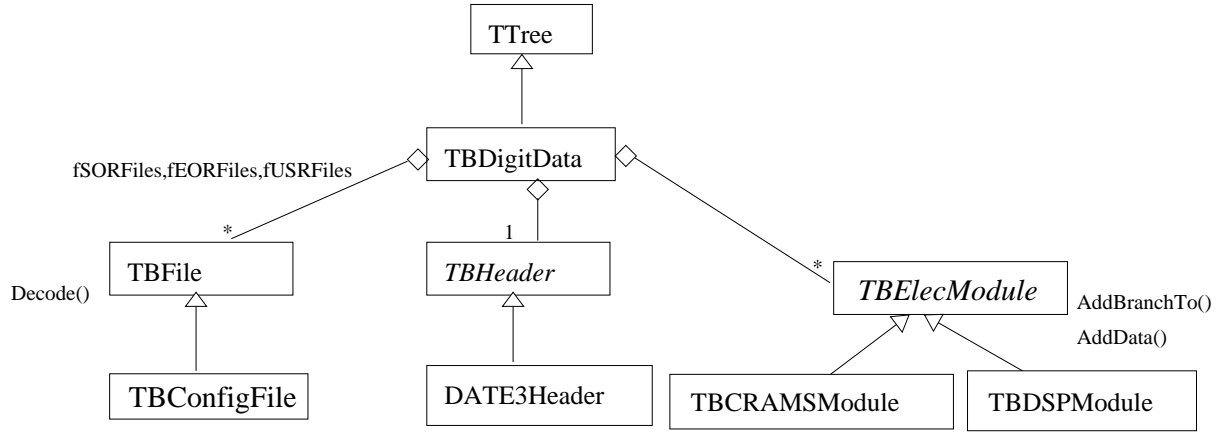 TTree
TBDigitData
fSORFiles,fEORFiles,fUSRFiles
*
1
*
TBFile
TBHeader
TBElecModule
Decode()
AddBranchTo()
AddData()
TBConfigFile
DATE3Header
TBCRAMSModule
TBDSPModule